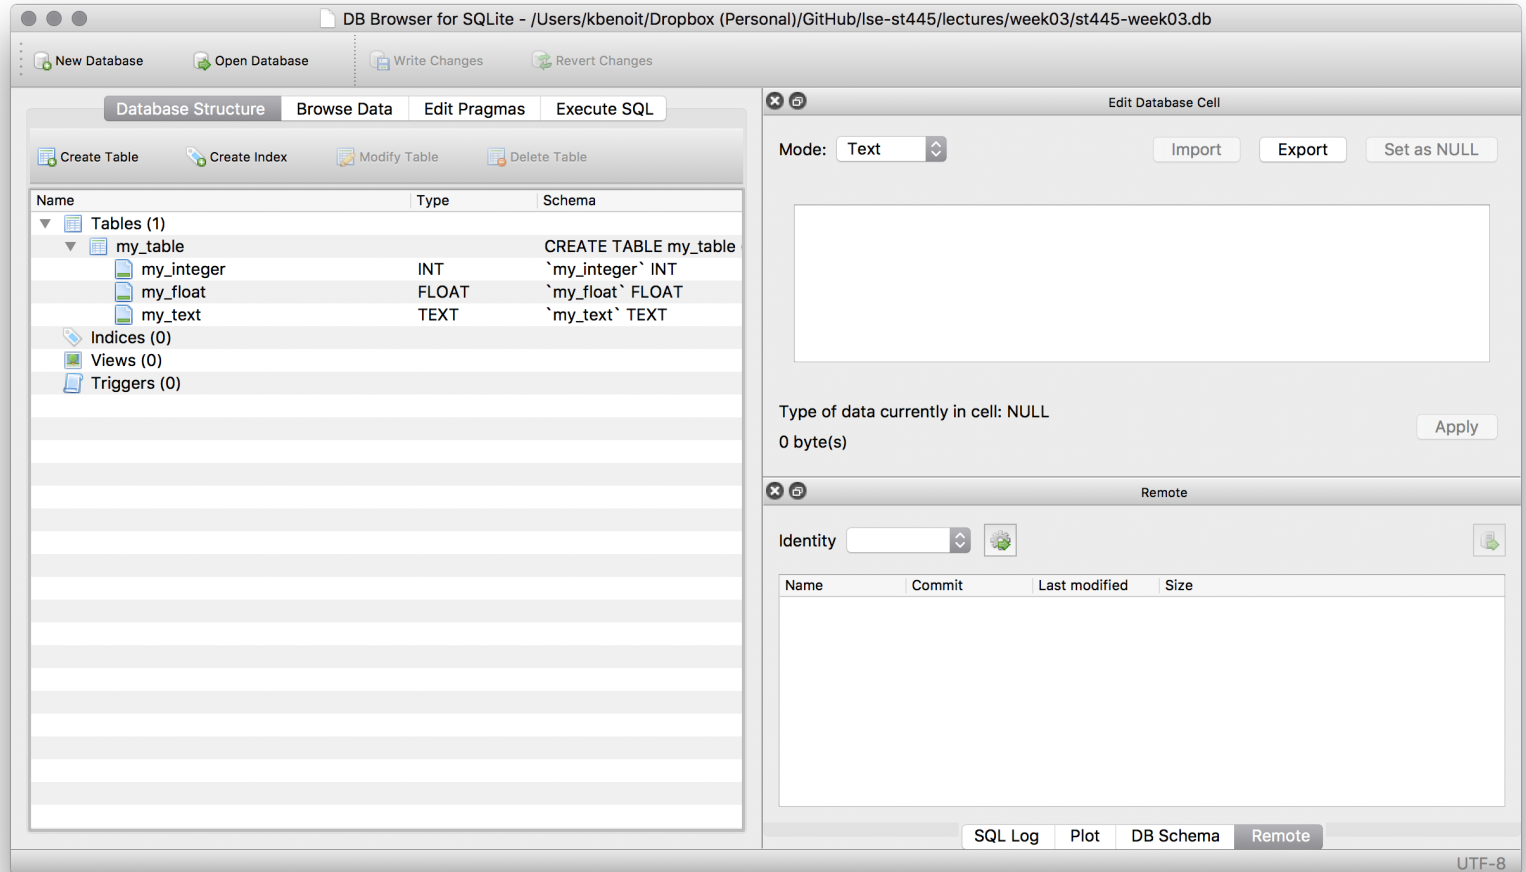 DB Browser for SQLite - /Users/kbenoit/Dropbox (Personal)/GitHub/lse-st445/lectures/week03/st445-week03.db
New Database Open Database Write Changes Revert Changes
Database Structure Browse Data Edit Pragmas Execute SQL
Create Table Create Index Modify Table Delete Table
Name Type Schema
Tables (1)
my_table CREATE TABLE my_table (
my_integer INT `my_integer` INT
my_float FLOAT `my_float` FLOAT
my_text TEXT `my_text` TEXT
Indices (0)
Views (0)
Triggers (0)
Edit Database Cell
Mode: Text Import Export Set as NULL
Type of data currently in cell: NULL
0 byte(s)
Apply
Remote
Identity
Name Commit Last modified Size
SQL Log Plot DB Schema Remote
UTF-8